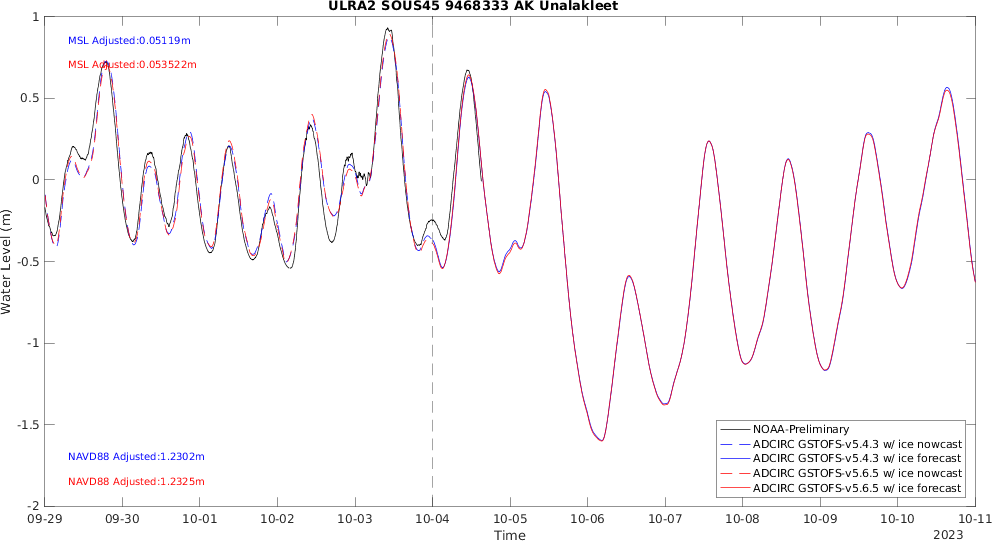 ULRA2 SOUS45 9468333 AK Unalakleet
MSL Adjusted:0.05119m
MSL Adjusted:0.053522m
Water Level (m)
1
0.5
0
-0.5
-1
-1.5
-2
NAVD88 Adjusted:1.2302m
NAVD88 Adjusted:1.2325m
NOAA-Preliminary
ADCIRC GSTOFS-v5.4.3 w/ ice nowcast
ADCIRC GSTOFS-v5.4.3 w/ ice forecast
ADCIRC GSTOFS-v5.6.5 w/ ice nowcast
ADCIRC GSTOFS-v5.6.5 w/ ice forecast
09-29 09-30 10-01 10-02 10-03 10-04 10-05 10-06 10-07 10-08 10-09 10-10 10-11
Time
2023